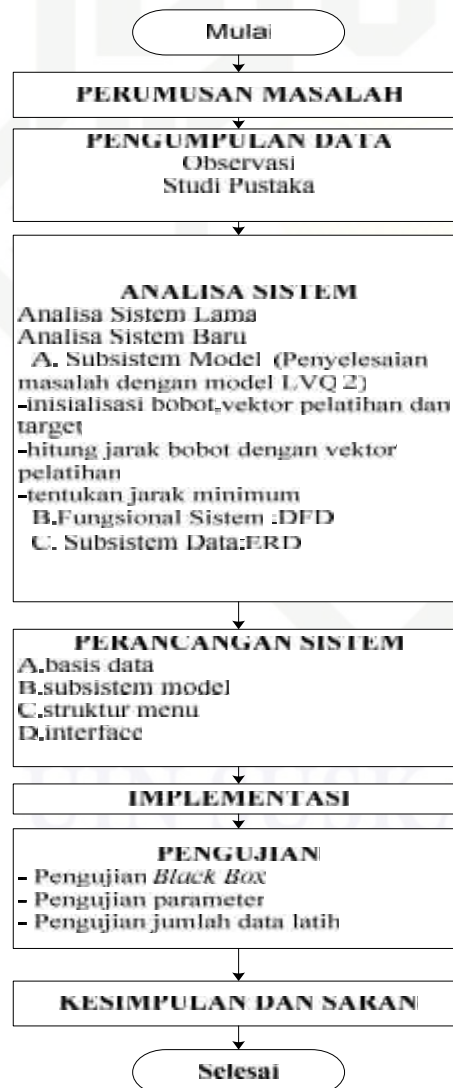 Mulai
PERUMUSAN MASALAH
PENGUMPULAN DATA
Observasi
Studi Pustaka
ANALISA SISTEM
Analisa Sistem Lama
Analisa Sistem Baru
A. Subsistem Model (Penyelesaian
masalah dengan model LVQ 2)
-inisialisasi bobot,vektor pelatihan dan
target
-hitung jarak bobot dengan vektor
pelatihan
-tentukan jarak minimum
B.Fungsional Sistem :DFD
C. Subsistem Data:ERD
PERANCANGAN SISTEM
A.basis data
B.subsistem model
C.struktur menu
D.interface
UIN SUSK
IMPLEMENTASI
PENGUJIAN
- Pengujian Black Box
- Pengujian parameter
- Pengujian jumlah data latih
KESIMPULAN DAN SARAN
Selesai